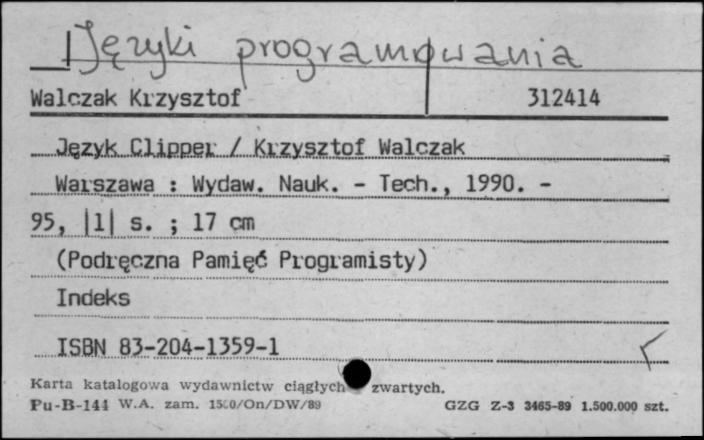 Języki programowania
Walczak Krzysztof 312414
Język Clipper / Krzysztof Walczak
Warszawa : Wydaw. Nauk. - Tech., 1990. -
95, |1| s. ; 17 cm
(Podręczna Pamięć Programisty)
Indeks
ISBN 83-204-1359-1
Karta katalogowa wydawnictw ciągłych zwartych.
Pu-B-144 W.A. zam. /On/DW/89 GZG Z-3 3465-89 1.500.000 szt.